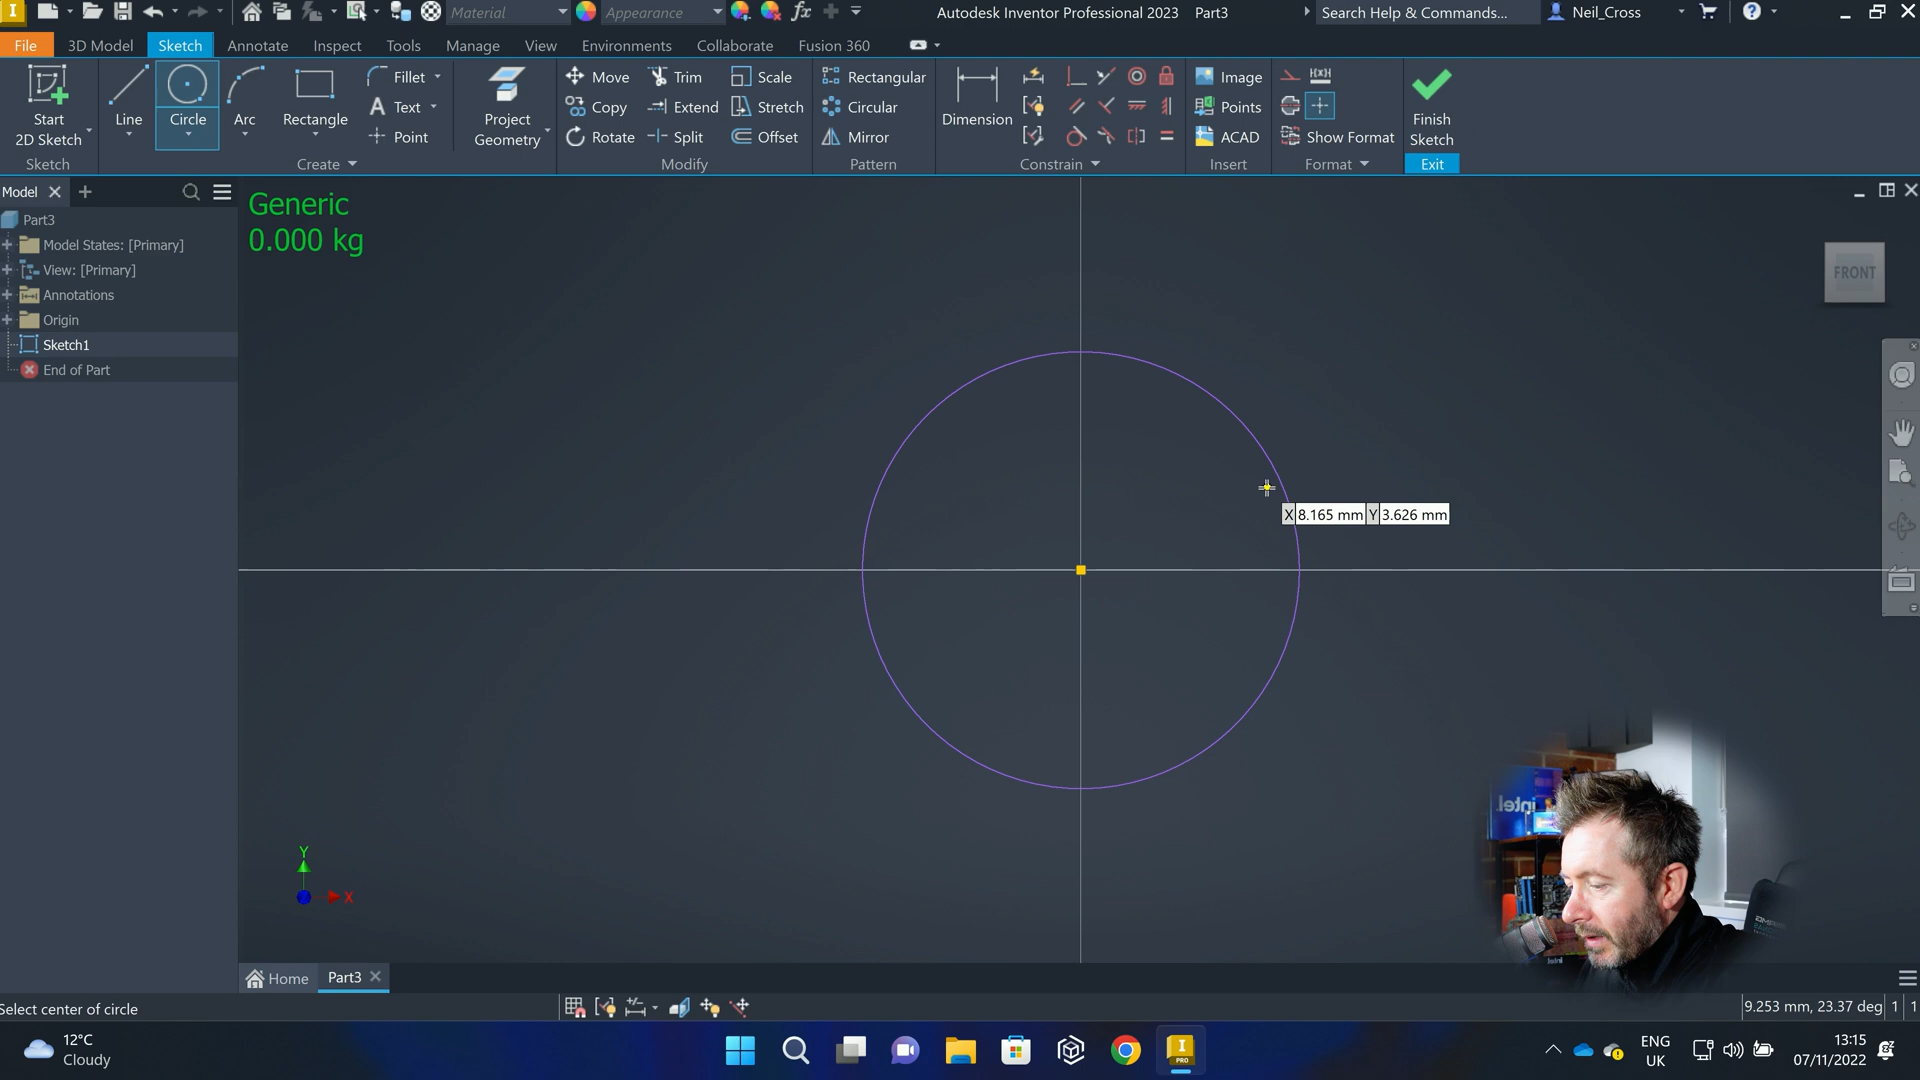 Material
Appearance
fx
Autodesk Inventor Professional 2023 Part3
Search Help & Commands...
Neil_Cross
File
3D Model
Sketch
Annotate
Inspect
Tools
Manage
View
Environments
Collaborate
Fusion 360
Start
2D Sketch
Sketch
Line
Circle
Arc
Rectangle
Fillet
Text
Point
Create
Project
Geometry
Move
Copy
Rotate
Trim
Extend
Split
Scale
Stretch
Offset
Modify
Rectangular
Circular
Mirror
Pattern
Dimension
Constrain
Image
Points
ACAD
Insert
Show Format
Format
Finish
Sketch
Exit
Model
Part3
Model States: [Primary]
View: [Primary]
Annotations
Origin
Sketch1
End of Part
Generic
0.000 kg
FRONT
X 8.165 mm Y 3.626 mm
Y
X
intel.
Home
Part3
Select center of circle
9.253 mm, 23.37 deg 1 1
12°C
Cloudy
I
PRO
ENG
UK
13:15
07/11/2022